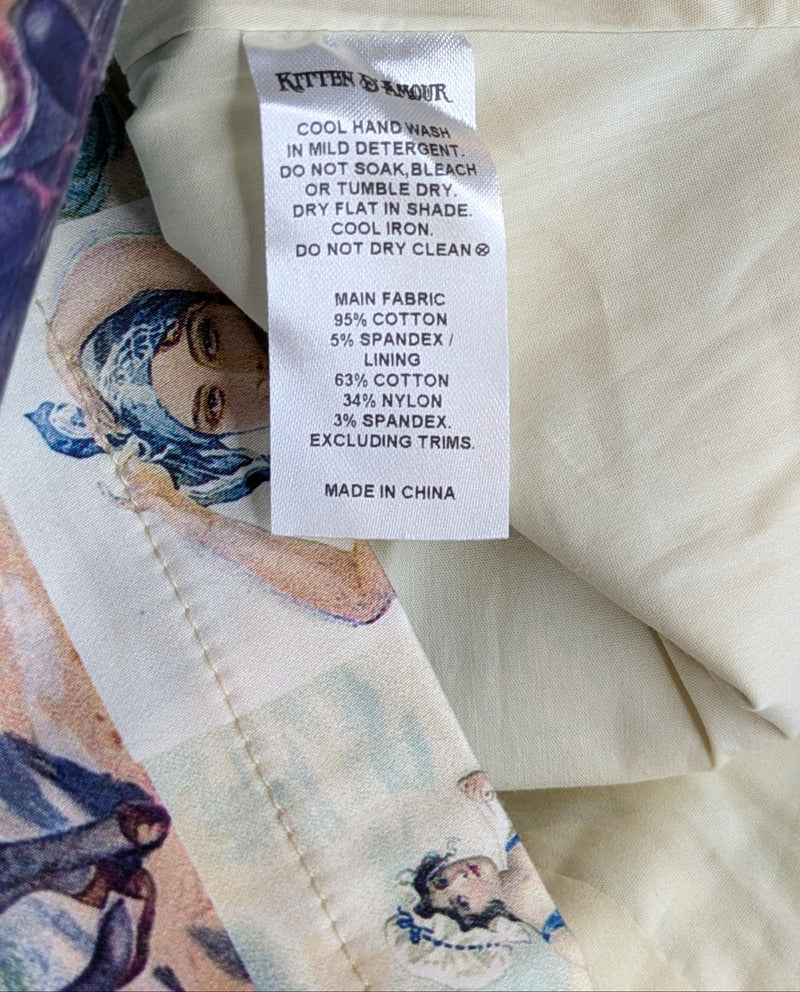 KITTEN D'AMOUR
COOL HAND WASH
IN MILD DETERGENT.
DO NOT SOAK,BLEACH
OR TUMBLE DRY.
DRY FLAT IN SHADE.
COOL IRON.
DO NOT DRY CLEAN ⊗
MAIN FABRIC
95% COTTON
5% SPANDEX /
LINING
63% COTTON
34% NYLON
3% SPANDEX.
EXCLUDING TRIMS.
MADE IN CHINA